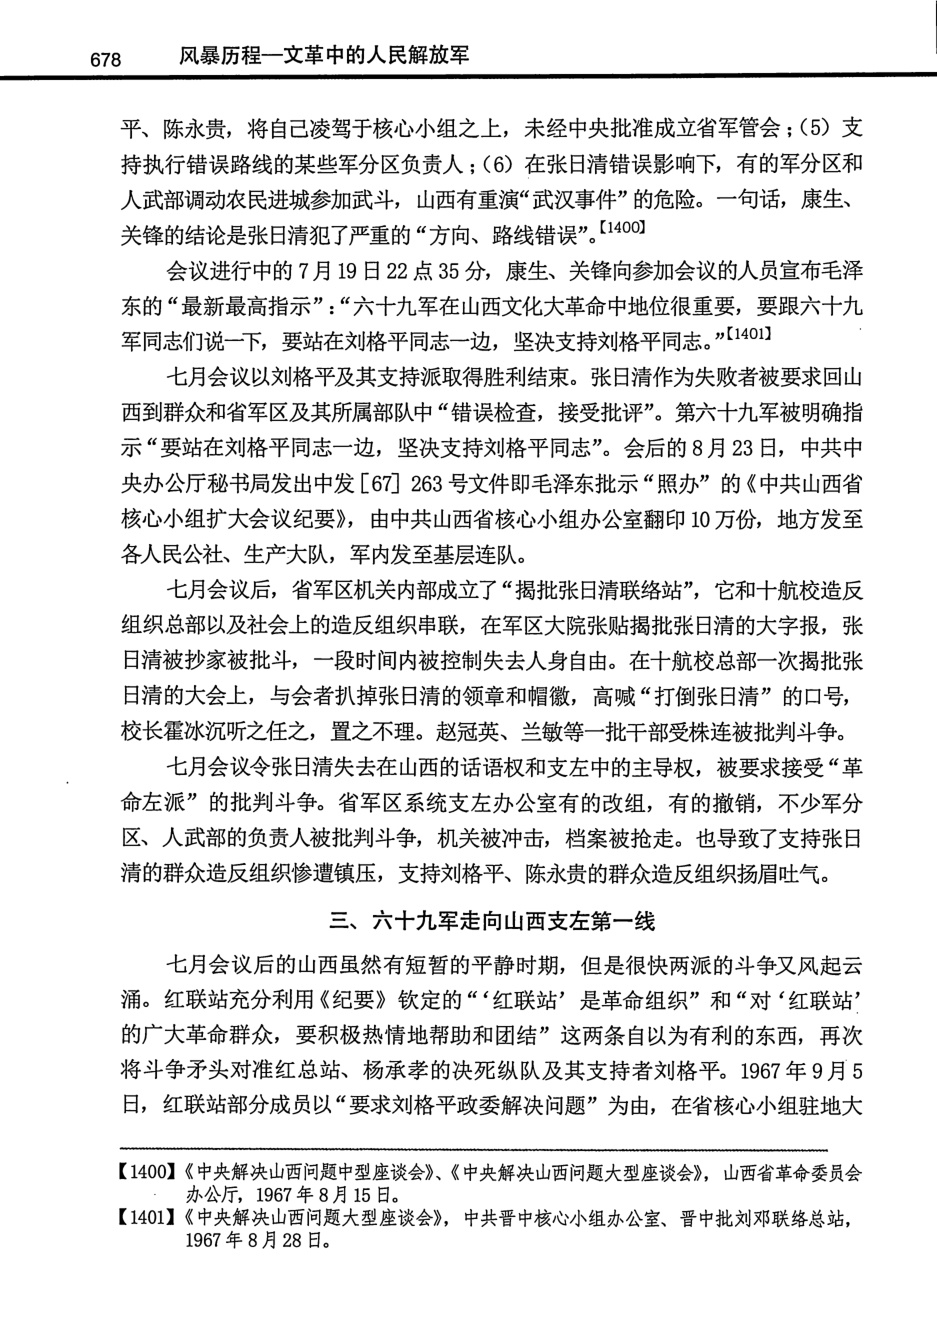 678 风暴历程—文革中的人民解放军
平、陈永贵，将自己凌驾于核心小组之上，未经中央批准成立省军管会；（5）支
持执行错误路线的某些军分区负责人；（6）在张日清错误影响下，有的军分区和
人武部调动农民进城参加武斗，山西有重演“武汉事件”的危险。一句话，康生、
关锋的结论是张日清犯了严重的“方向、路线错误”。【1400】
会议进行中的7月19日22点35分，康生、关锋向参加会议的人员宣布毛泽
东的“最新最高指示”：“六十九军在山西文化大革命中地位很重要，要跟六十九
军同志们说一下，要站在刘格平同志一边，坚决支持刘格平同志。”【1401】
七月会议以刘格平及其支持派取得胜利结束。张日清作为失败者被要求回山
西到群众和省军区及其所属部队中“错误检查，接受批评”。第六十九军被明确指
示“要站在刘格平同志一边，坚决支持刘格平同志”。会后的8月23日，中共中
央办公厅秘书局发出中发［67］263号文件即毛泽东批示“照办”的《中共山西省
核心小组扩大会议纪要》，由中共山西省核心小组办公室翻印10万份，地方发至
各人民公社、生产大队，军内发至基层连队。
七月会议后，省军区机关内部成立了“揭批张日清联络站”，它和十航校造反
组织总部以及社会上的造反组织串联，在军区大院张贴揭批张日清的大字报，张
日清被抄家被批斗，一段时间内被控制失去人身自由。在十航校总部一次揭批张
日清的大会上，与会者扒掉张日清的领章和帽徽，高喊“打倒张日清”的口号，
校长霍冰沉听之任之，置之不理。赵冠英、兰敏等一批干部受株连被批判斗争。
七月会议令张日清失去在山西的话语权和支左中的主导权，被要求接受“革
命左派”的批判斗争。省军区系统支左办公室有的改组，有的撤销，不少军分
区、人武部的负责人被批判斗争，机关被冲击，档案被抢走。也导致了支持张日
清的群众造反组织惨遭镇压，支持刘格平、陈永贵的群众造反组织扬眉吐气。
三、六十九军走向山西支左第一线
七月会议后的山西虽然有短暂的平静时期，但是很快两派的斗争又风起云
涌。红联站充分利用《纪要》钦定的“‘红联站’是革命组织”和“对‘红联站’
的广大革命群众，要积极热情地帮助和团结”这两条自以为有利的东西，再次
将斗争矛头对准红总站、杨承孝的决死纵队及其支持者刘格平。1967年9月5
日，红联站部分成员以“要求刘格平政委解决问题”为由，在省核心小组驻地大
【1400】《中央解决山西问题中型座谈会》、《中央解决山西问题大型座谈会》，山西省革命委员会
办公厅，1967年8月15日。
【1401】《中央解决山西问题大型座谈会》，中共晋中核心小组办公室、晋中批刘邓联络总站，
1967年8月28日。